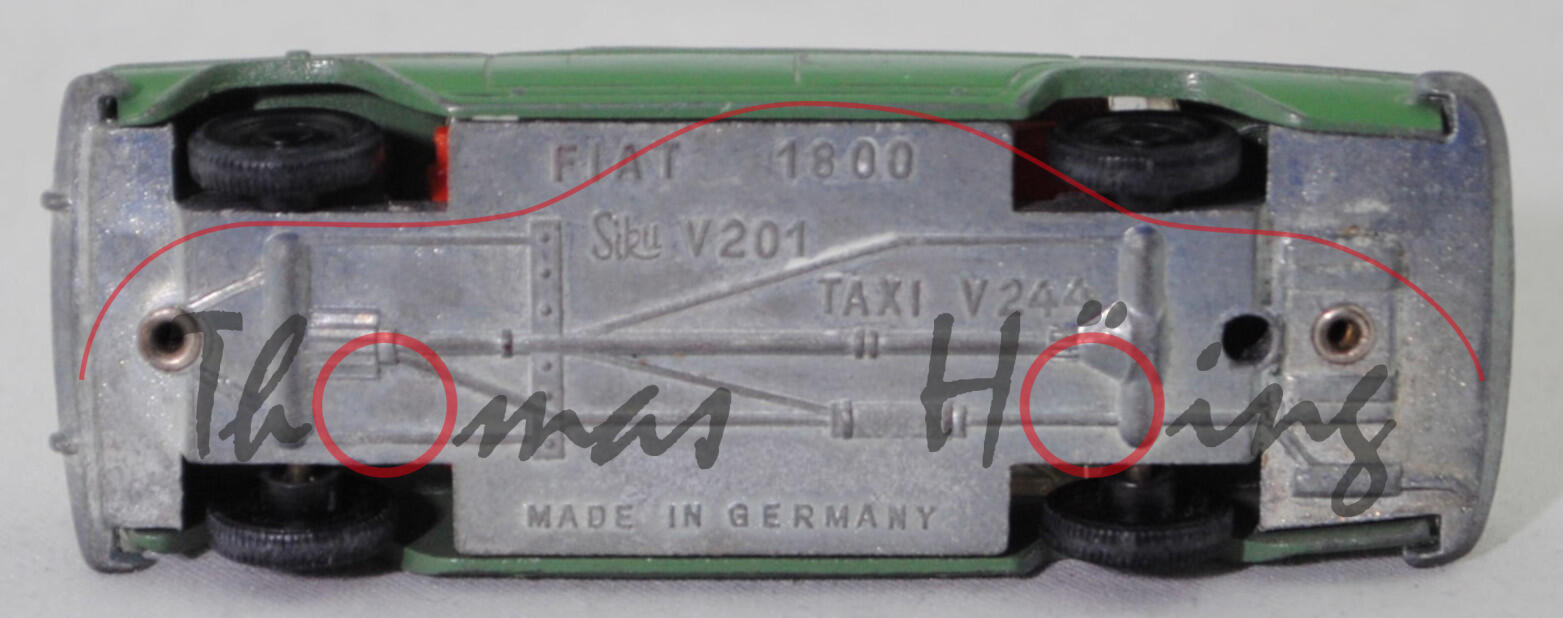 FIAT 1800
Siku V201
TAXI V244
Thomas Höing
MADE IN GERMANY